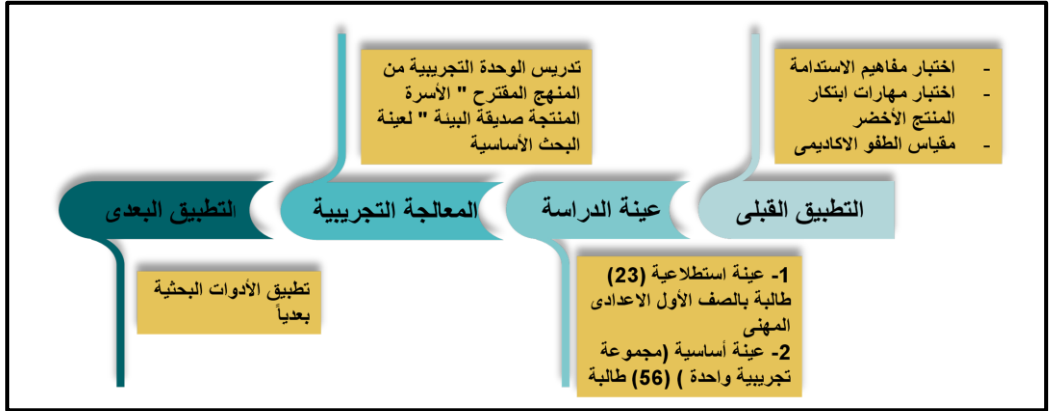 - اختبار مفاهيم الاستدامة
- اختبار مهارات ابتكار
المنتج الأخضر
- مقياس الطفو الاكاديمى
التطبيق القبلى
عينة الدراسة
1- عينة استطلاعية (23)
طالبة بالصف الأول الاعدادى
المهنى
2- عينة أساسية (مجموعة
تجريبية واحدة ) (56) طالبة
تدريس الوحدة التجريبية من
المنهج المقترح " الأسرة
المنتجة صديقة البيئة " لعينة
البحث الأساسية
المعالجة التجريبية
التطبيق البعدى
تطبيق الأدوات البحثية
بعدياً